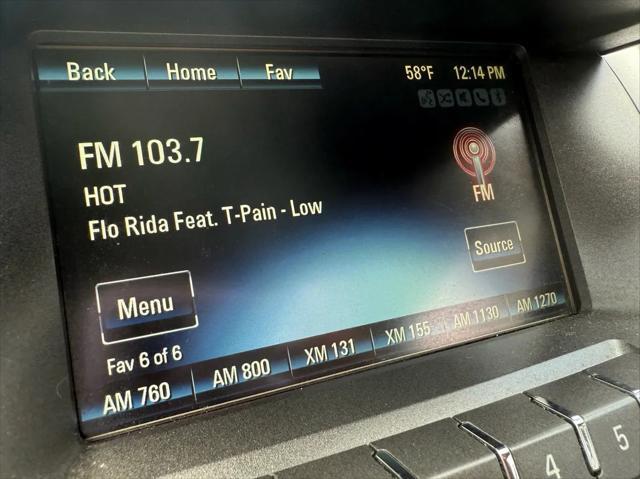 Back Home Fav 58°F 12:14 PM
FM 103.7
HOT
Flo Rida Feat. T-Pain - Low
FM
Source
Menu
Fav 6 of 6
AM 760 AM 800 XM 131 XM 155 AM 1130 AM 1270
4 5